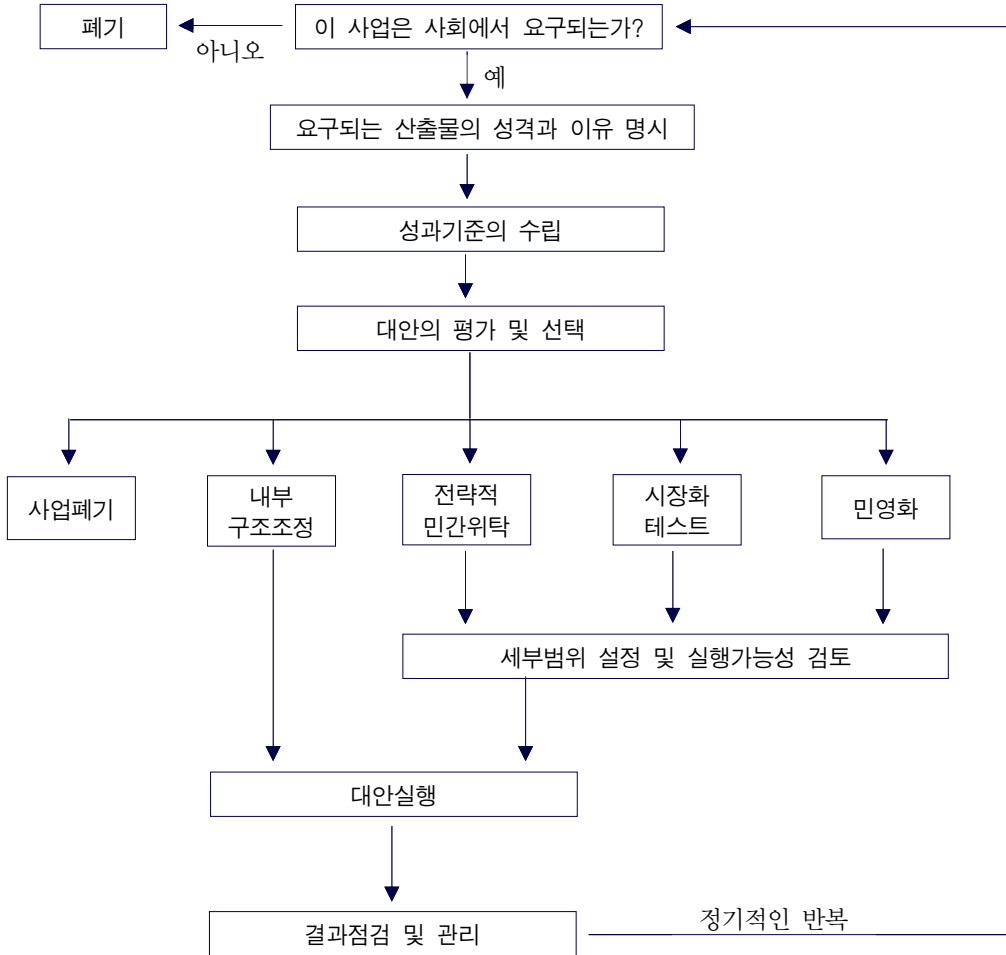 폐기
이 사업은 사회에서 요구되는가?
아니오
예
요구되는 산출물의 성격과 이유 명시
성과기준의 수립
대안의 평가 및 선택
사업폐기
내부
구조조정
전략적
민간위탁
시장화
테스트
민영화
세부범위 설정 및 실행가능성 검토
대안실행
결과점검 및 관리
정기적인 반복